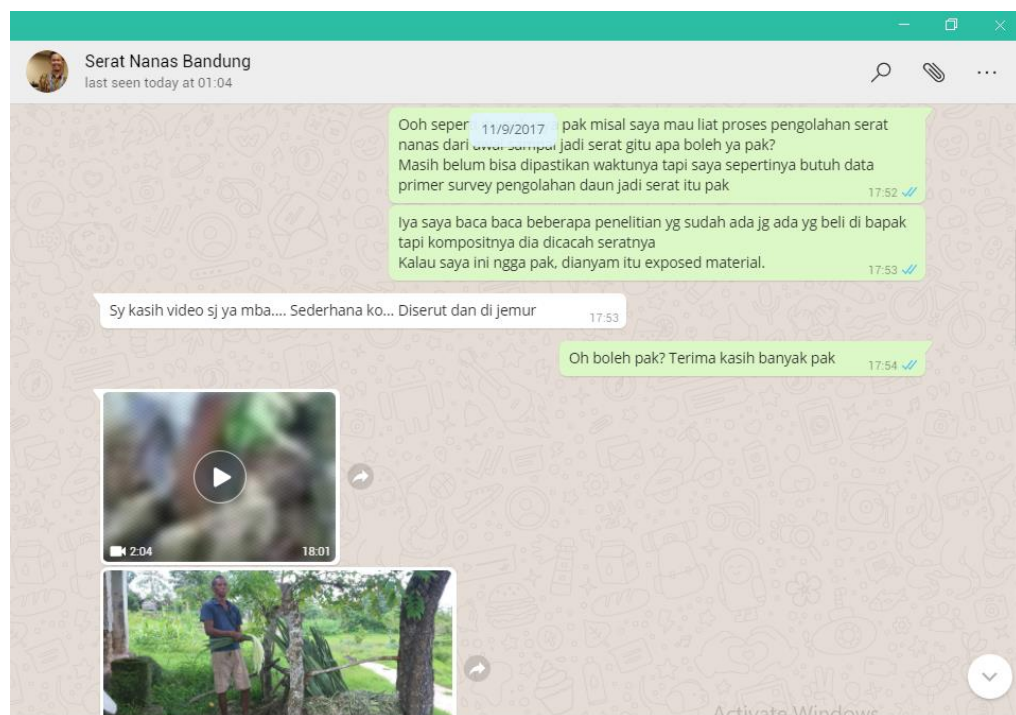 Serat Nanas Bandung
last seen today at 01:04
11/9/2017
Ooh seper pak misal saya mau liat proses pengolahan serat
nanas dari awal sampai jadi serat gitu apa boleh ya pak?
Masih belum bisa dipastikan waktunya tapi saya sepertinya butuh data
primer survey pengolahan daun jadi serat itu pak
17:52
Iya saya baca baca beberapa penelitian yg sudah ada jg ada yg beli di bapak
tapi kompositnya dia dicacah seratnya
Kalau saya ini ngga pak, dianyam itu exposed material.
17:53
Sy kasih video sj ya mba.... Sederhana ko... Diserut dan di jemur
17:53
Oh boleh pak? Terima kasih banyak pak
17:54
2:04
18:01
Activate Windows